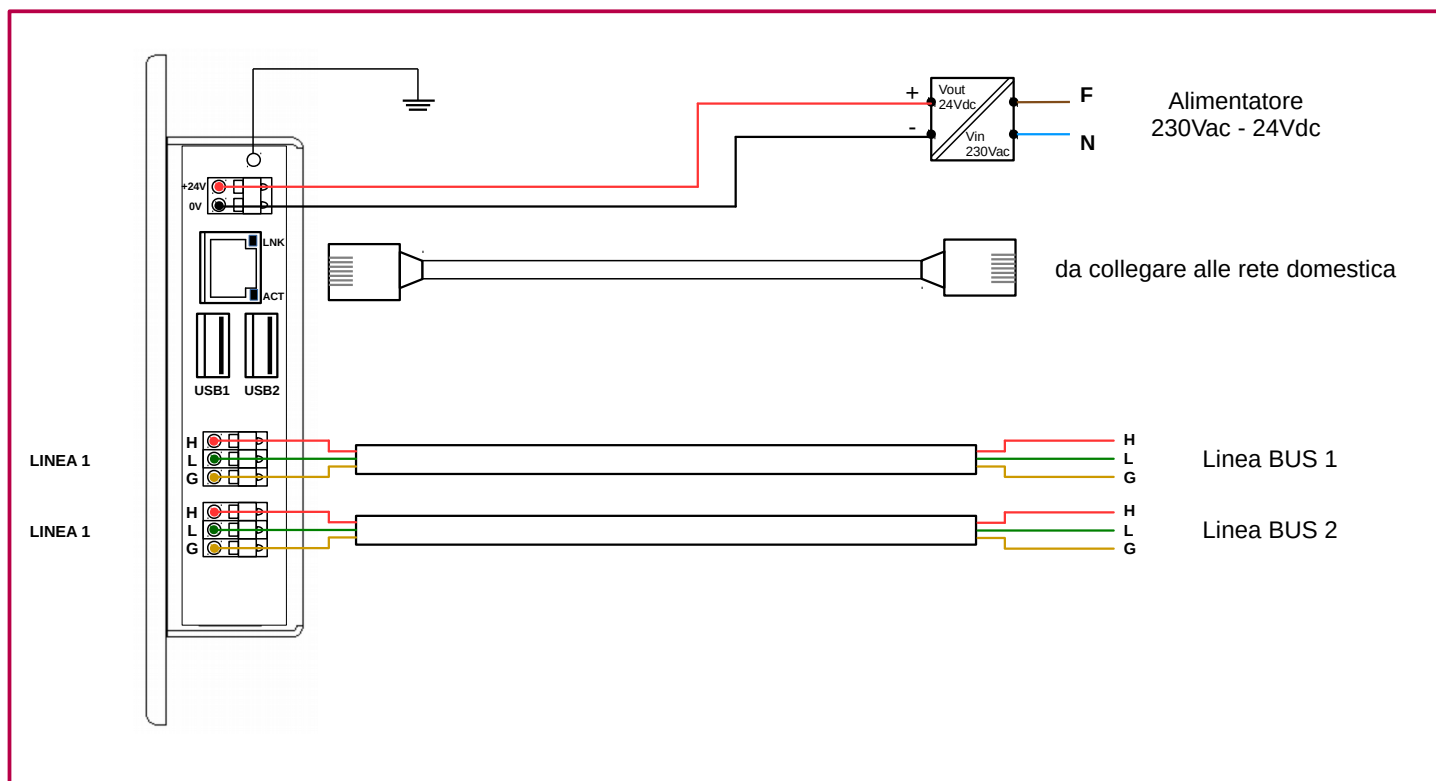 +
Vout
24Vdc
F
Alimentatore
230Vac - 24Vdc
-
Vin
230Vac
N
+24V
0V
LNK
ACT
da collegare alle rete domestica
USB1 USB2
LINEA 1
H
L
G
H
L
G
Linea BUS 1
LINEA 1
H
L
G
H
L
G
Linea BUS 2